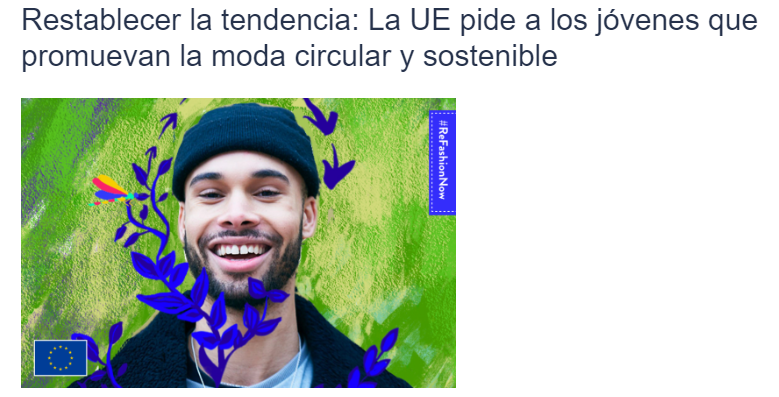 Restablecer la tendencia: La UE pide a los jóvenes que
promuevan la moda circular y sostenible
#ReFashionNow